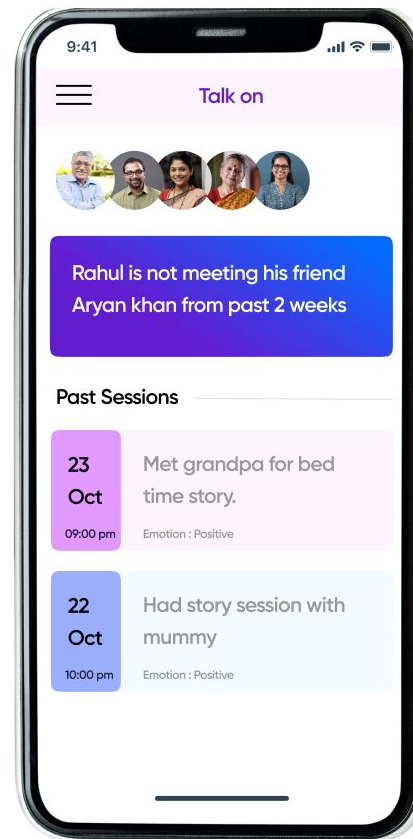 9:41
Talk on
Rahul is not meeting his friend
Aryan khan from past 2 weeks
Past Sessions
23
Oct
09:00 pm
Met grandpa for bed
time story.
Emotion : Positive
22
Oct
10:00 pm
Had story session with
mummy
Emotion : Positive